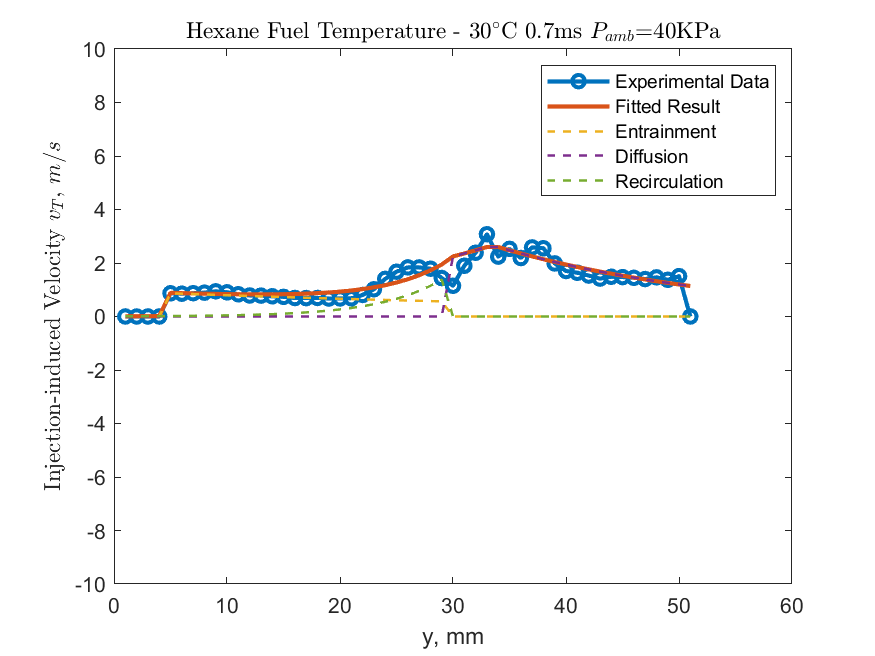 Hexane Fuel Temperature - 30°C 0.7ms P_amb=40KPa
Experimental Data
Fitted Result
Entrainment
Diffusion
Recirculation
Injection-induced Velocity v_T, m/s
10
8
6
4
2
0
-2
-4
-6
-8
-10
0 10 20 30 40 50 60
y, mm